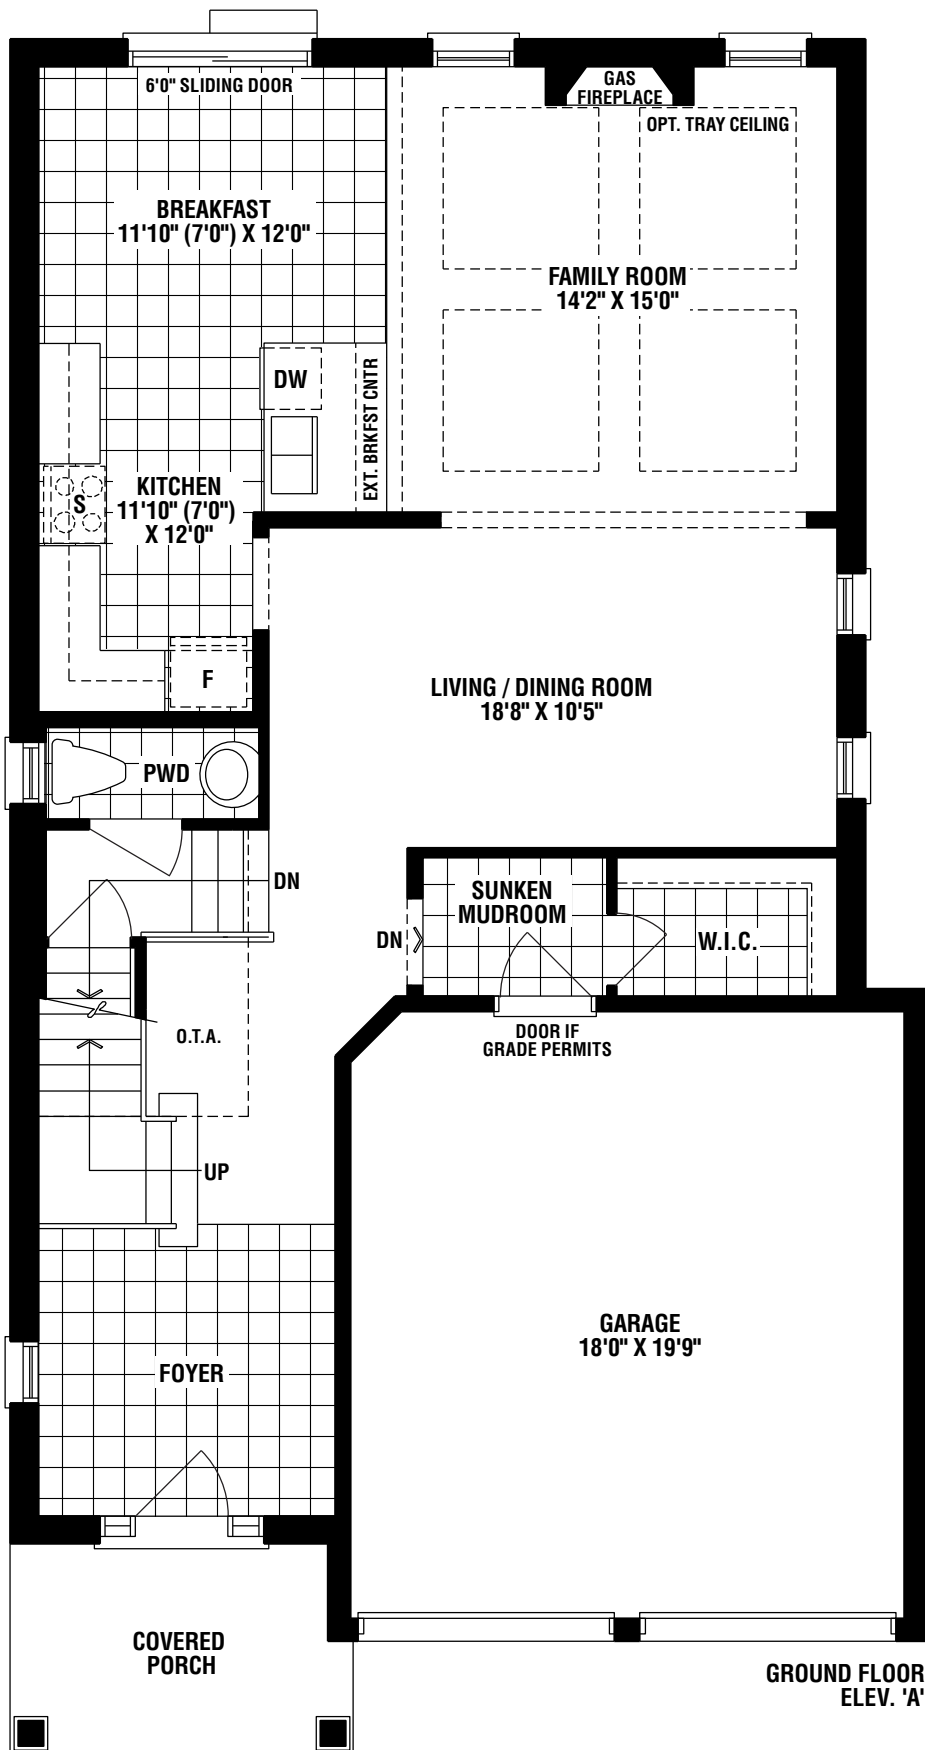 6'0" SLIDING DOOR
GAS
FIREPLACE
OPT. TRAY CEILING
BREAKFAST
11'10" (7'0") X 12'0"
FAMILY ROOM
14'2" X 15'0"
DW
EXT. BRKFST CNTR
S
KITCHEN
11'10" (7'0")
X 12'0"
F
LIVING / DINING ROOM
18'8" X 10'5"
PWD
DN
SUNKEN
MUDROOM
DN
W.I.C.
O.T.A.
DOOR IF
GRADE PERMITS
UP
GARAGE
18'0" X 19'9"
FOYER
COVERED
PORCH
GROUND FLOOR
ELEV. 'A'